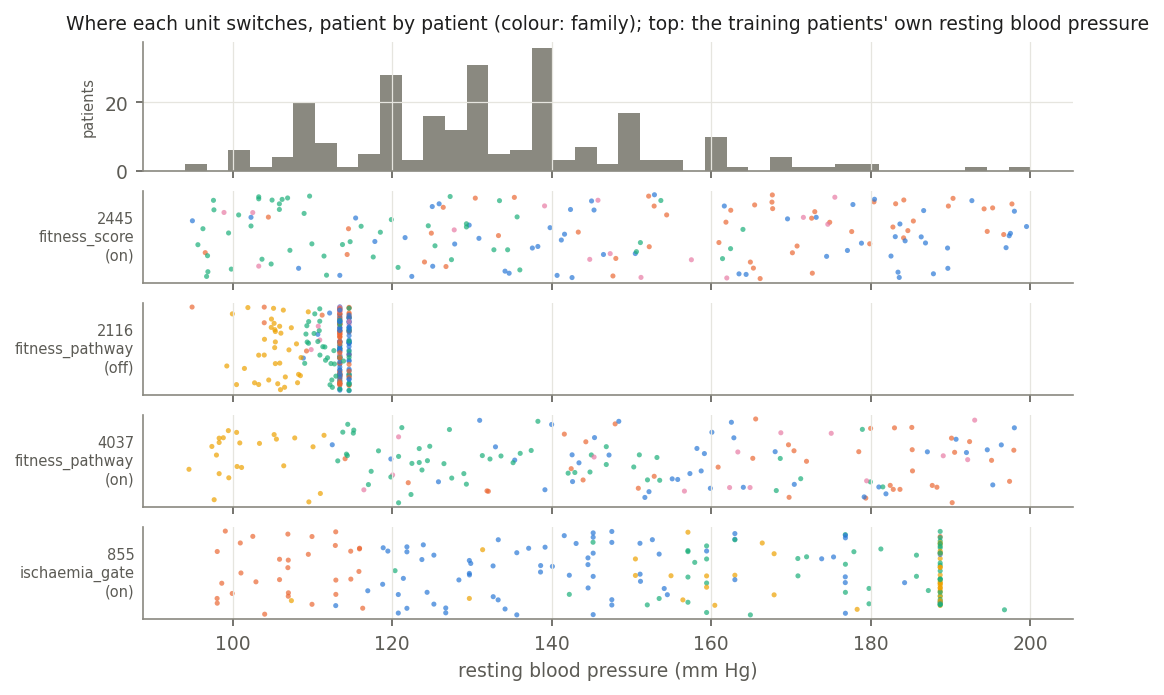 Where each unit switches, patient by patient (colour: family); top: the training patients' own resting blood pressure
patients
20
0
2445
fitness_score
(on)
2116
fitness_pathway
(off)
4037
fitness_pathway
(on)
855
ischaemia_gate
(on)
100 120 140 160 180 200
resting blood pressure (mm Hg)